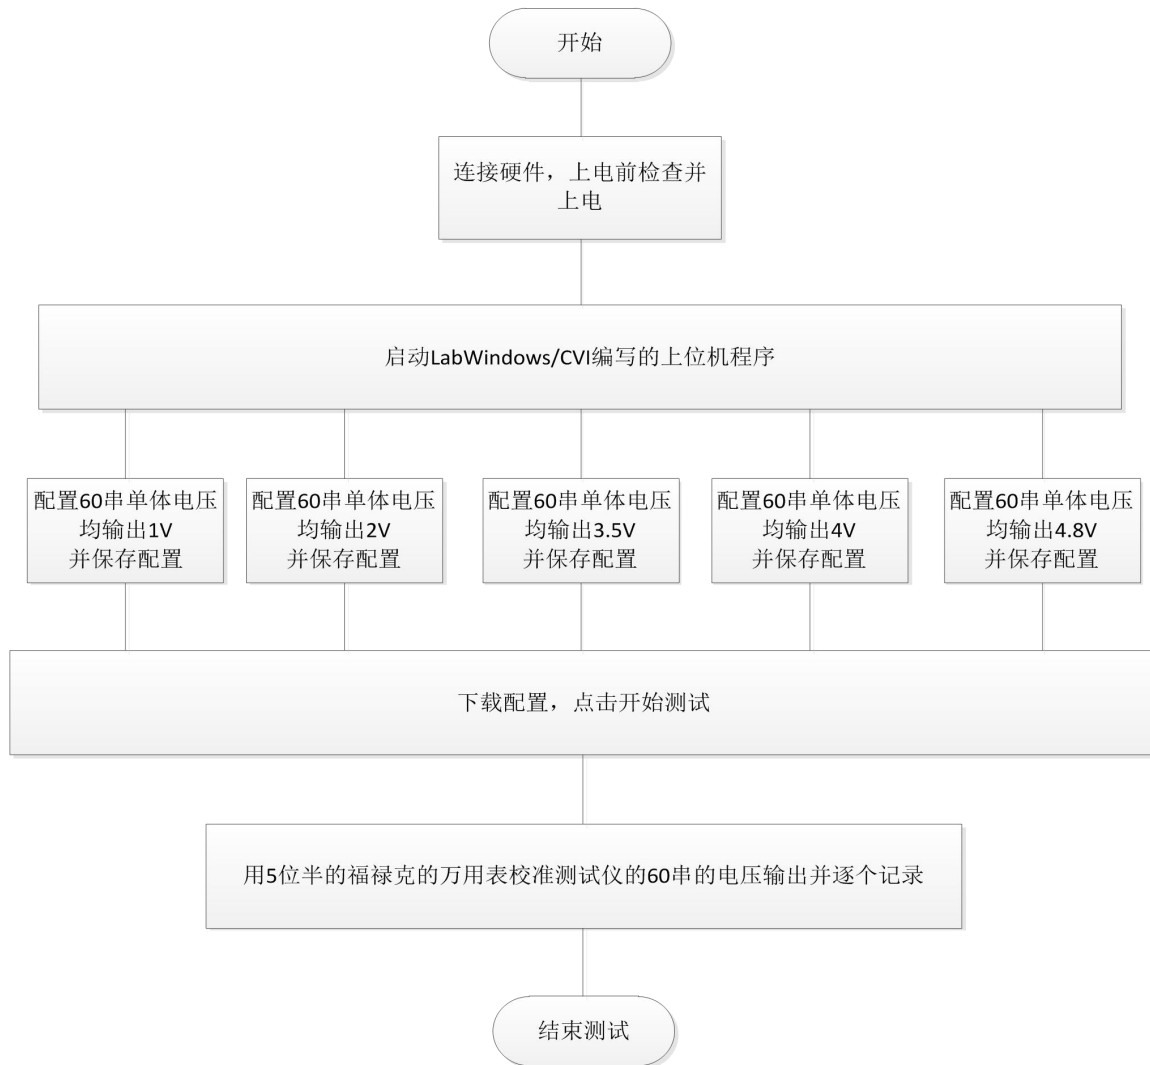 开始
连接硬件，上电前检查并
上电
启动LabWindows/CVI编写的上位机程序
配置60串单体电压
均输出1V
并保存配置
配置60串单体电压
均输出2V
并保存配置
配置60串单体电压
均输出3.5V
并保存配置
配置60串单体电压
均输出4V
并保存配置
配置60串单体电压
均输出4.8V
并保存配置
下载配置，点击开始测试
用5位半的福禄克的万用表校准测试仪的60串的电压输出并逐个记录
结束测试